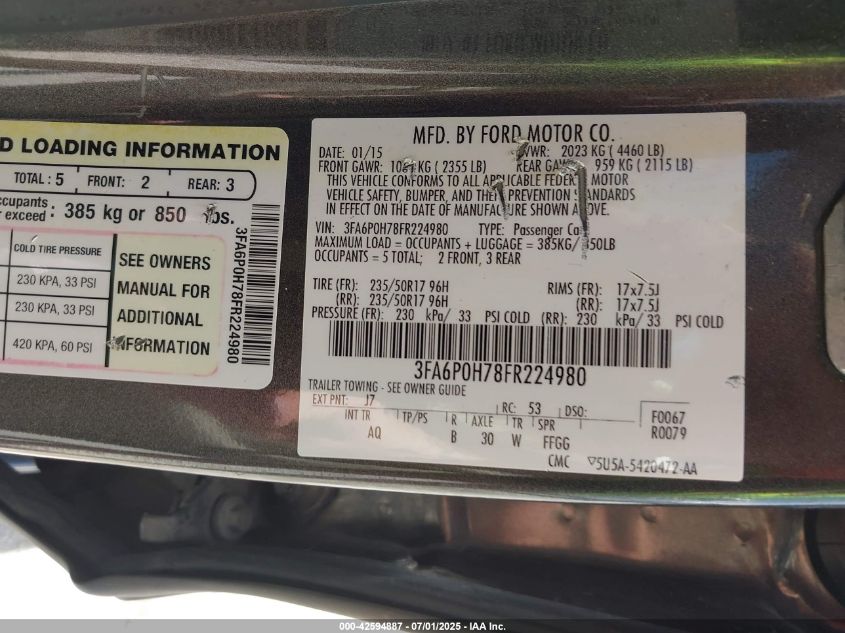 D LOADING INFORMATION
TOTAL : 5 FRONT: 2 REAR: 3
ccupants
r exceed : 385 kg or 850 lbs.
COLD TIRE PRESSURE
230 KPA, 33 PSI
230 KPA, 33 PSI
420 KPA, 60 PSI
SEE OWNERS
MANUAL FOR
ADDITIONAL
INFORMATION
3FA6P0H78FR224980
MFD. BY FORD MOTOR CO.
DATE: 01/15 GVWR: 2023 KG ( 4460 LB)
FRONT GAWR: KG ( 2355 LB) REAR GAWR: 959 KG ( 2115 LB)
THIS VEHICLE CONFORMS TO ALL APPLICABLE FEDERAL MOTOR
VEHICLE SAFETY, BUMPER, AND THEFT PREVENTION STANDARDS
IN EFFECT ON THE DATE OF MANUFACTURE SHOWN ABOVE.
VIN: 3FA6P0H78FR224980 TYPE: Passenger Car
MAXIMUM LOAD = OCCUPANTS + LUGGAGE = 385KG/850LB
OCCUPANTS = 5 TOTAL; 2 FRONT, 3 REAR
TIRE (FR): 235/50R17 96H RIMS (FR): 17x7.5J
(RR): 235/50R17 96H (RR): 17x7.5J
PRESSURE (FR): 230 kPa/ 33 PSI COLD (RR): 230 kPa/ 33 PSI COLD
3FA6P0H78FR224980
TRAILER TOWING - SEE OWNER GUIDE
EXT PNT: J7 RC: 53 DSO: F0067
INT TR TP/PS R AXLE TR SPR R0079
AQ B 30 W FFGG
CMC 5U5A-5420472-AA
000-42594887 - 07/01/2025 - IAA Inc.